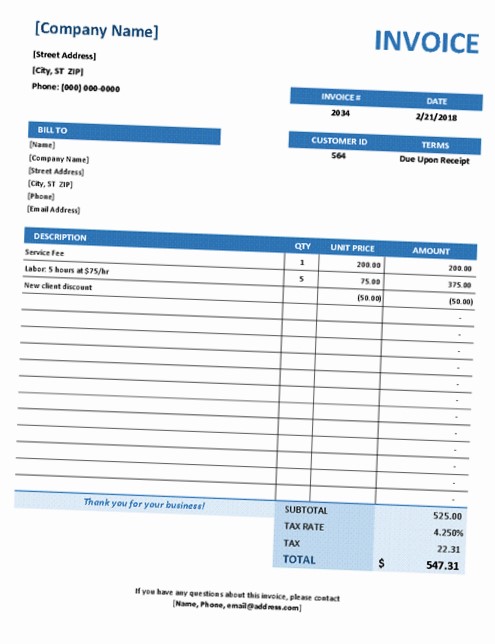 [Company Name]
INVOICE
[Street Address]
[City, ST ZIP]
Phone: (000) 000-0000
INVOICE # DATE
2034 2/21/2018
BILL TO
CUSTOMER ID TERMS
564 Due Upon Receipt
[Name]
[Company Name]
[Street Address]
[City, ST ZIP]
[Phone]
[Email Address]
DESCRIPTION QTY UNIT PRICE AMOUNT
Service Fee 1 200.00 200.00
Labor: 5 hours at $75/hr 5 75.00 375.00
New client discount (50.00) (50.00)
-
-
-
-
-
-
-
-
-
-
Thank you for your business!
SUBTOTAL 525.00
TAX RATE 4.250%
TAX 22.31
TOTAL $ 547.31
If you have any questions about this invoice, please contact
[Name, Phone, email@address.com]